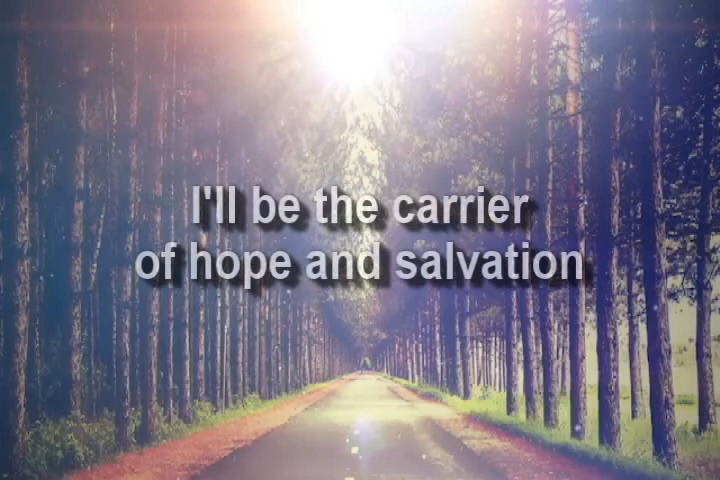 I'll be the carrier
of hope and salvation